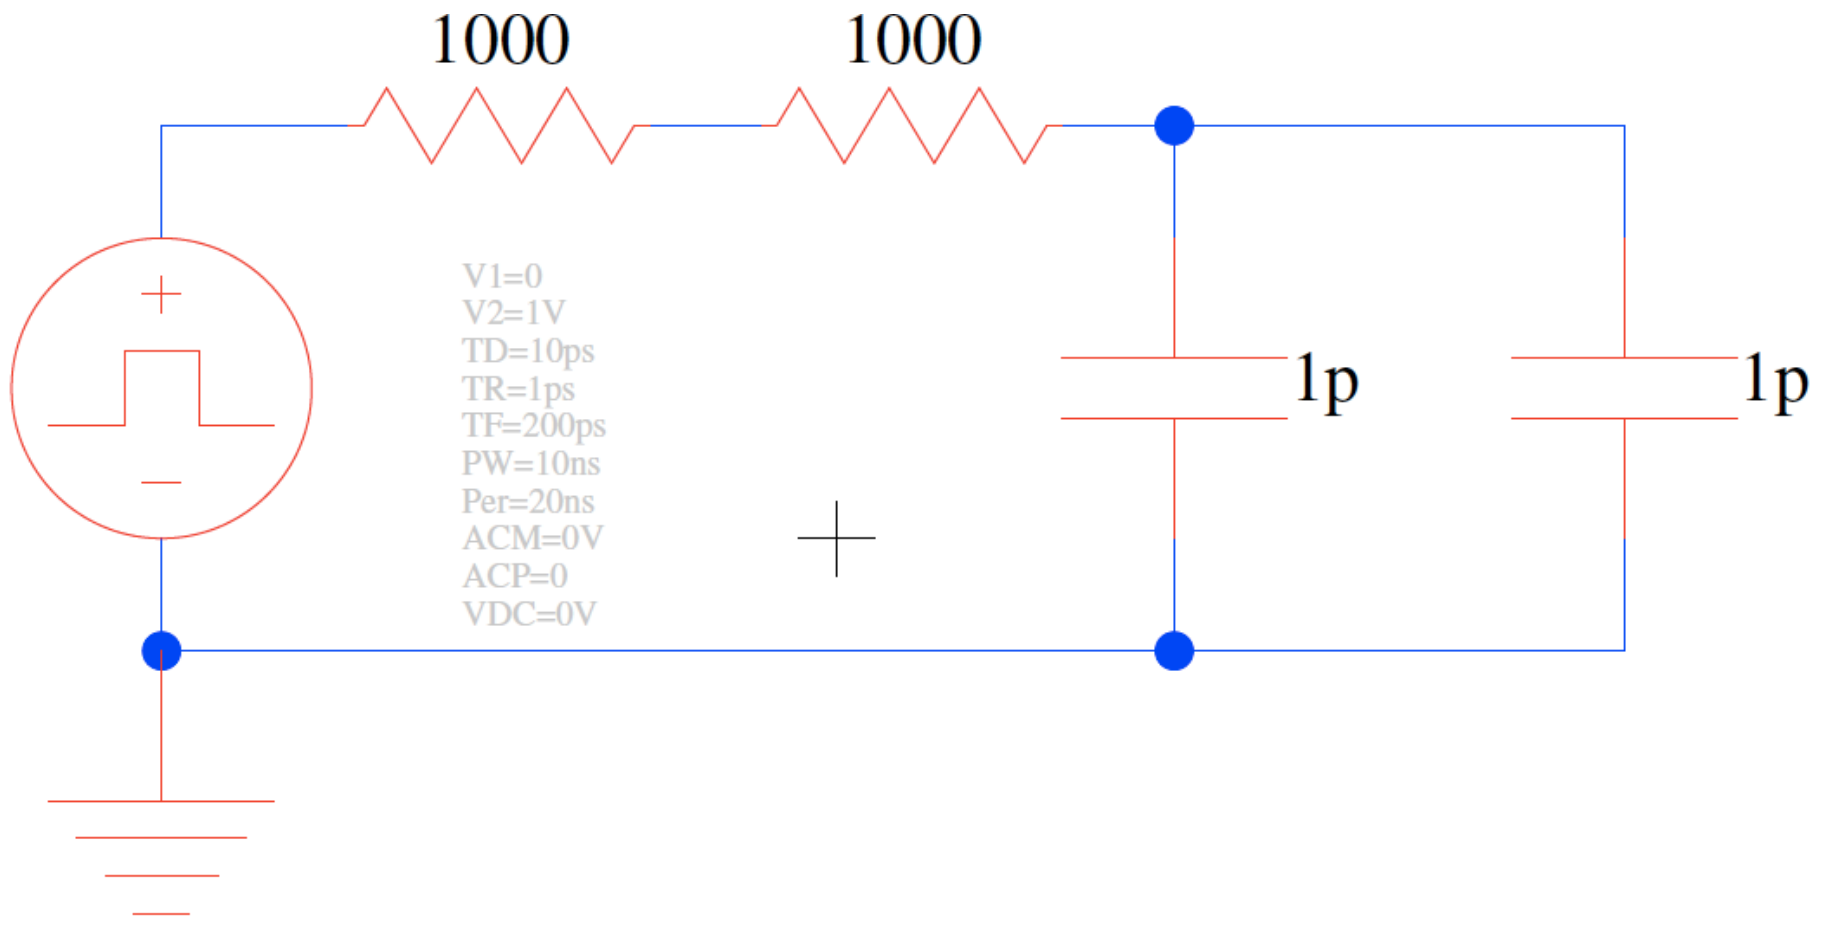 1000 1000
V1=0
V2=1V
TD=10ps
TR=1ps
TF=200ps
PW=10ns
Per=20ns
ACM=0V
ACP=0
VDC=0V
1p 1p